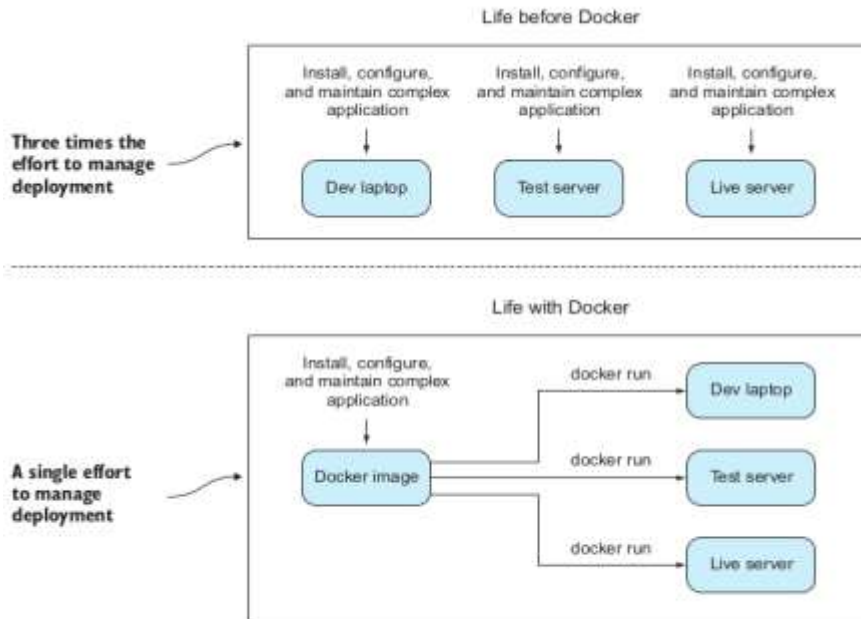 Life before Docker
Install, configure,
and maintain complex
application
Install, configure,
and maintain complex
application
Install, configure,
and maintain complex
application
Three times the
effort to manage
deployment
Dev laptop
Test server
Live server
Life with Docker
Install, configure,
and maintain complex
application
docker run
Dev laptop
A single effort
to manage
deployment
Docker image
docker run
Test server
docker run
Live server